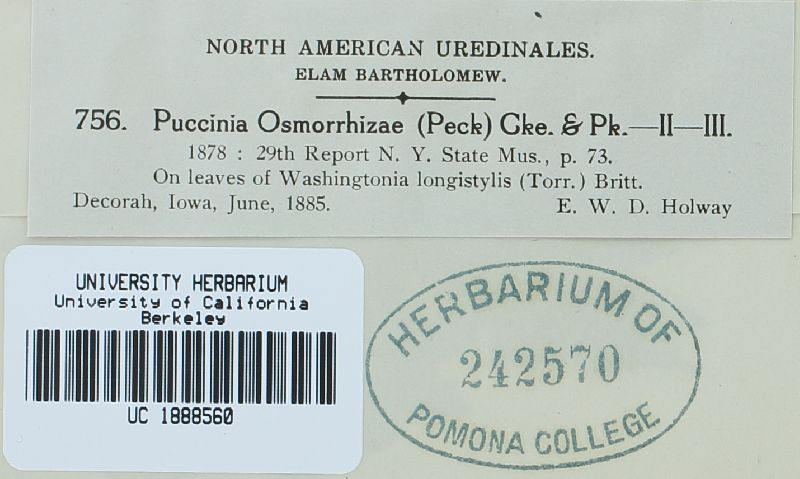 NORTH AMERICAN UREDINALES.
ELAM BARTHOLOMEW.
756. Puccinia Osmorrhizae (Peck) Cke. & Pk.—II—III.
1878 : 29th Report N. Y. State Mus., p. 73.
On leaves of Washingtonia longistylis (Torr.) Britt.
Decorah, Iowa, June, 1885. E. W. D. Holway
UNIVERSITY HERBARIUM
University of California
Berkeley
UC 1888560
HERBARIUM OF
242570
POMONA COLLEGE